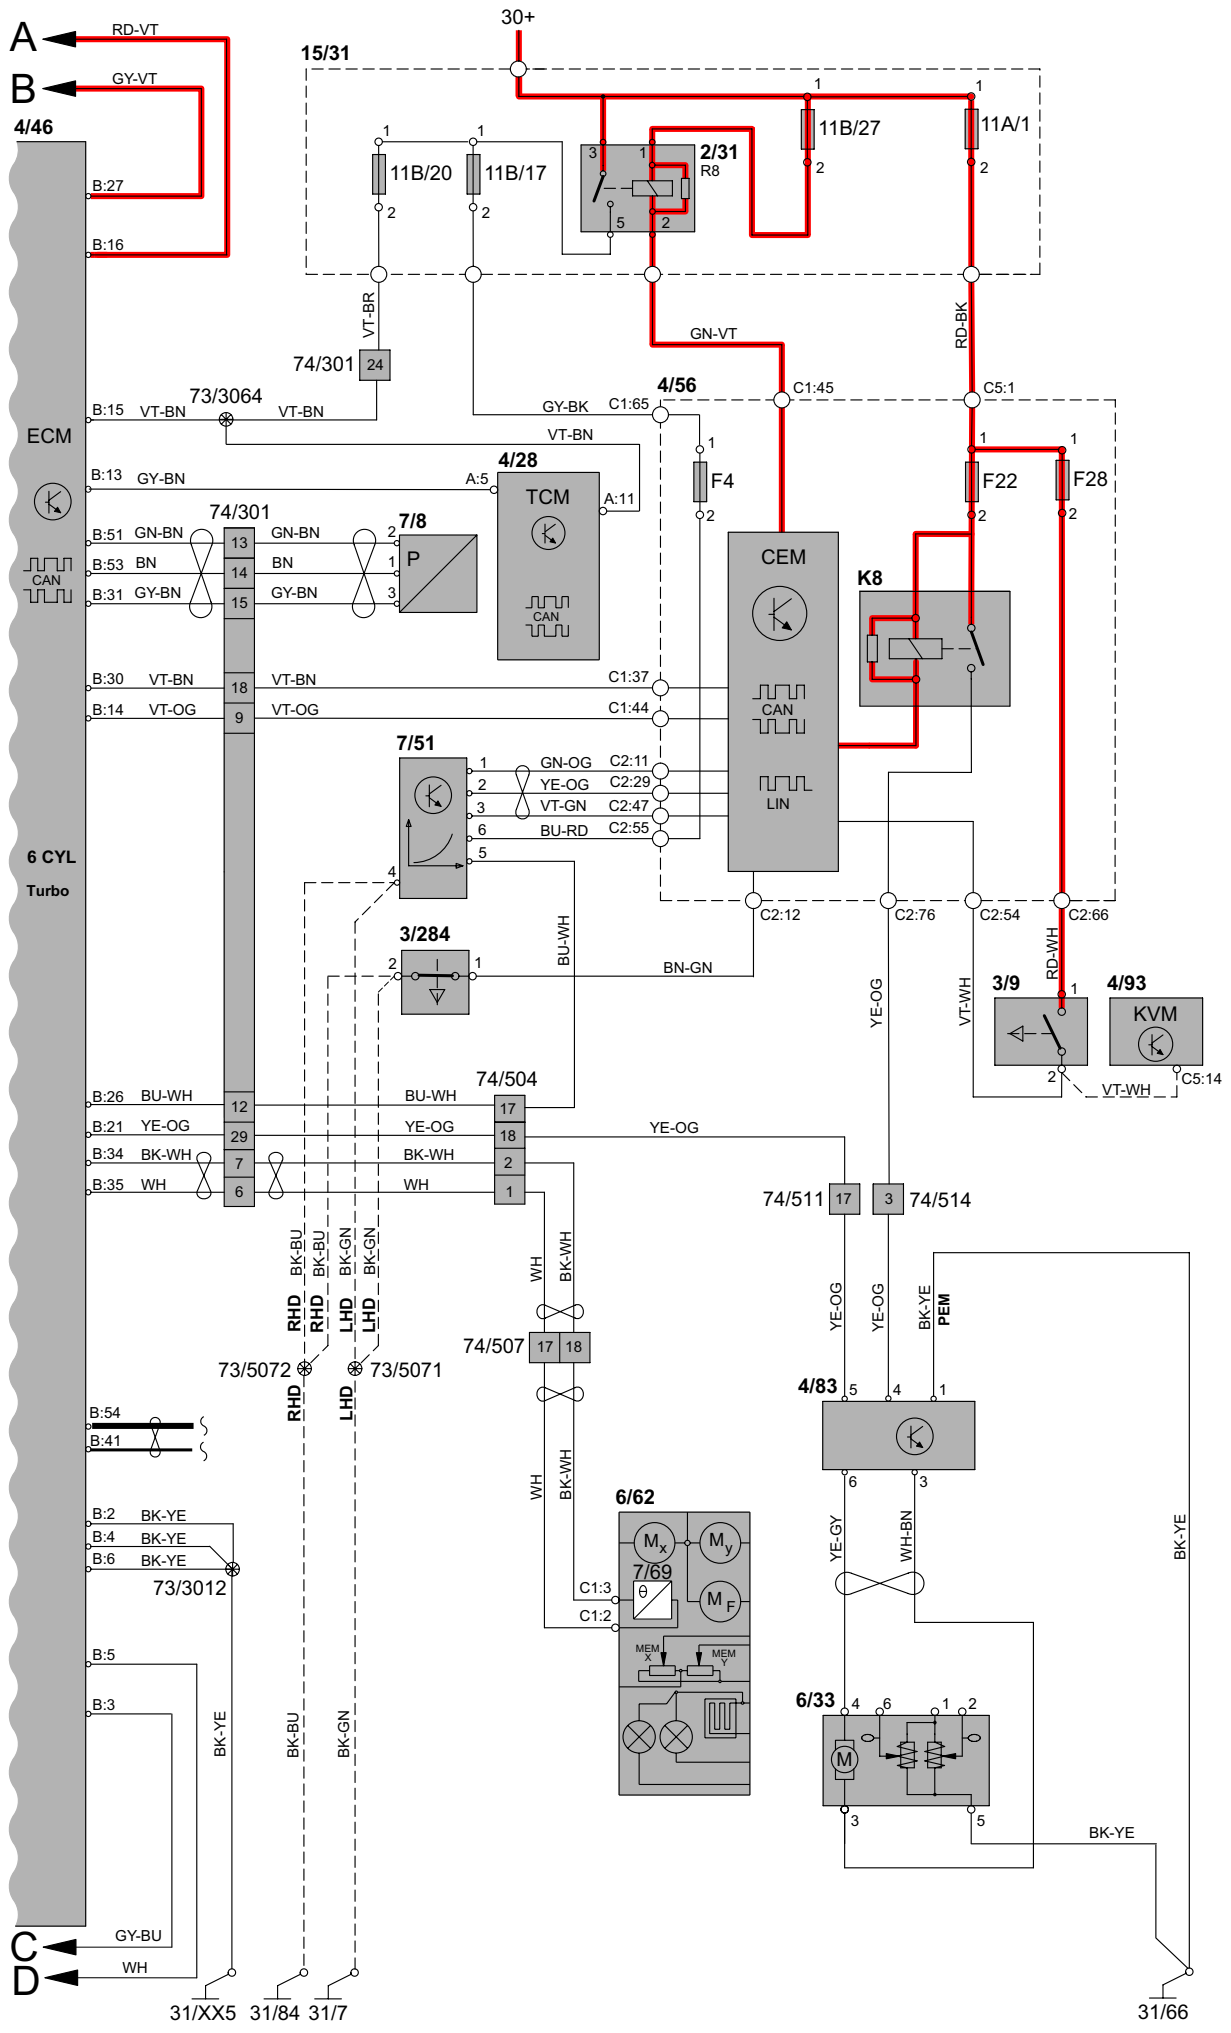 30+
A RD-VT
15/31
B GY-VT
4/46
1 1
11B/27 11A/1
1 1
3 1 2/31
R8
11B/20 11B/17
2 2
B:27
2 2
5 2
B:16
VT-BR
GN-VT
RD-BK
74/301 24
73/3064
4/56 C1:45 C5:1
B:15 VT-BN VT-BN
GY-BK C1:65
ECM
VT-BN
1 1 1
4/28
B:13 GY-BN A:5
TCM
F4 F22 F28
A:11
74/301
7/8
2 2 2
B:51 GN-BN 13 GN-BN 2
P
CEM
B:53 BN 14 BN 1
CAN
K8
B:31 GY-BN 15 GY-BN 3
CAN
B:30 VT-BN 18 VT-BN C1:37
CAN
B:14 VT-OG 9 VT-OG C1:44
7/51
1 GN-OG C2:11
2 YE-OG C2:29
3 VT-GN C2:47
LIN
6 BU-RD C2:55
5
6 CYL
4
Turbo
C2:12 C2:76 C2:54 C2:66
BU-WH
3/284
2 1 BN-GN
RD-WH
YE-OG
VT-WH
3/9 1 4/93
KVM
2 VT-WH C5:14
74/504
B:26 BU-WH 12 BU-WH 17
B:21 YE-OG 29 YE-OG 18 YE-OG
B:34 BK-WH 7 BK-WH 2
B:35 WH 6 WH 1
74/511 17 3 74/514
BK-BU BK-BU BK-GN BK-GN
WH BK-WH
RHD RHD LHD LHD
YE-OG YE-OG BK-YE PEM
74/507 17 18
73/5072 73/5071
RHD LHD
4/83 5 4 1
B:54
B:41
WH BK-WH
6 3
6/62
B:2 BK-YE
B:4 BK-YE
B:6 BK-YE
YE-GY WH-BN
BK-YE
Mx My
73/3012
7/69
θ
C1:3
MF
C1:2
MEM X MEM Y
B:5
B:3
BK-YE BK-BU BK-GN
6/33 4 6 1 2
M
3 5
BK-YE
C GY-BU
D WH
31/XX5 31/84 31/7 31/66